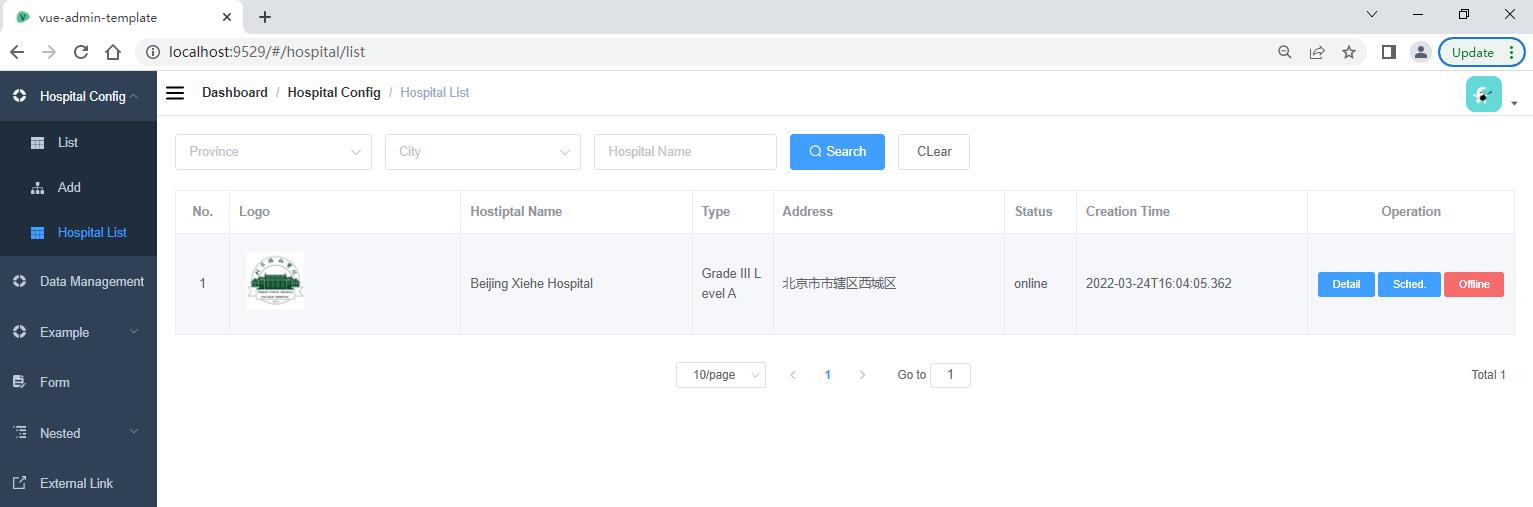 vue-admin-template
localhost:9529/#/hospital/list
Update
Hospital Config
Dashboard / Hospital Config / Hospital List
List
Add
Hospital List
Data Management
Example
Form
Nested
External Link
Province
City
Hospital Name
Search
CLear
No. Logo Hostiptal Name Type Address Status Creation Time Operation
1 Beijing Xiehe Hospital Grade III L 北京市市辖区西城区 online 2022-03-24T16:04:05.362 Detail Sched. Offline
evel A
10/page 1 Go to 1 Total 1